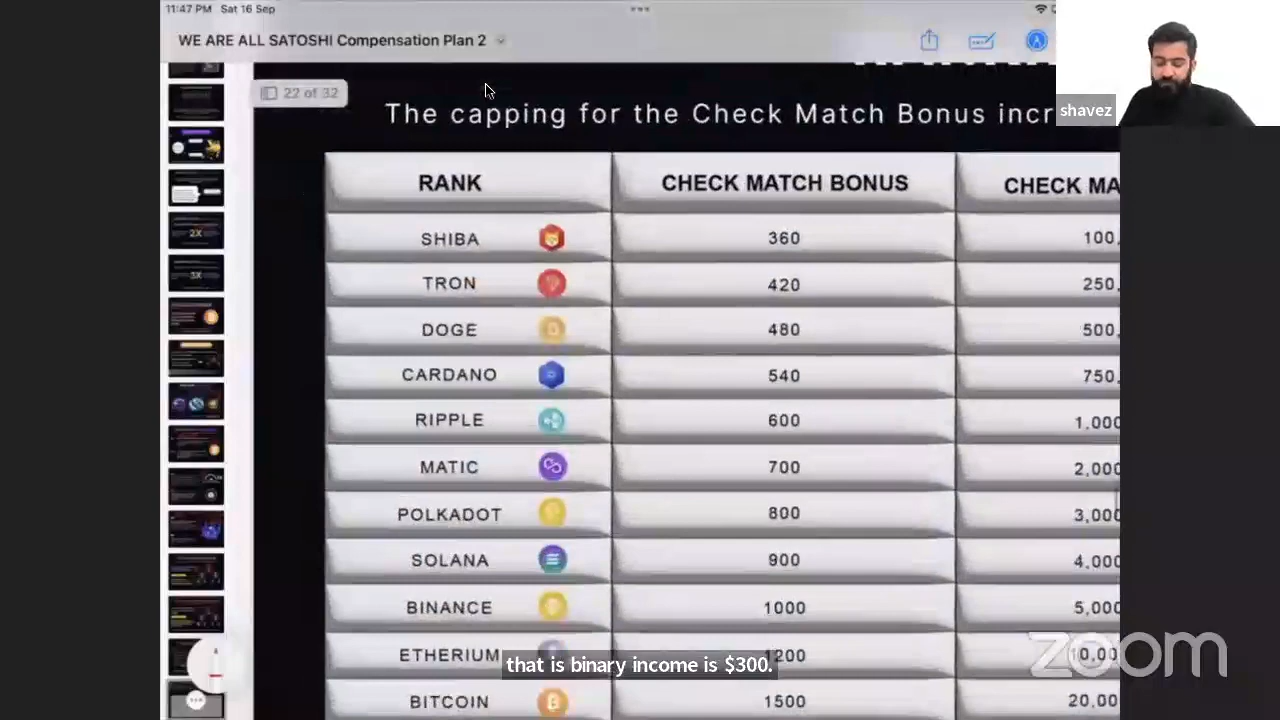 11:47 PM Sat 16 Sep
WE ARE ALL SATOSHI Compensation Plan 2
22 of 32
shavez
The capping for the Check Match Bonus incr
RANK CHECK MATCH BONUS CHECK MA
SHIBA 360 100,
TRON 420 250,
DOGE 480 500,
CARDANO 540 750,
RIPPLE 600 1,000
MATIC 700 2,000
POLKADOT 800 3,000
SOLANA 900 4,000
BINANCE 1000 5,000
ETHERIUM 1200 10,00
that is binary income is $300.
zoom
BITCOIN 1500 20,00